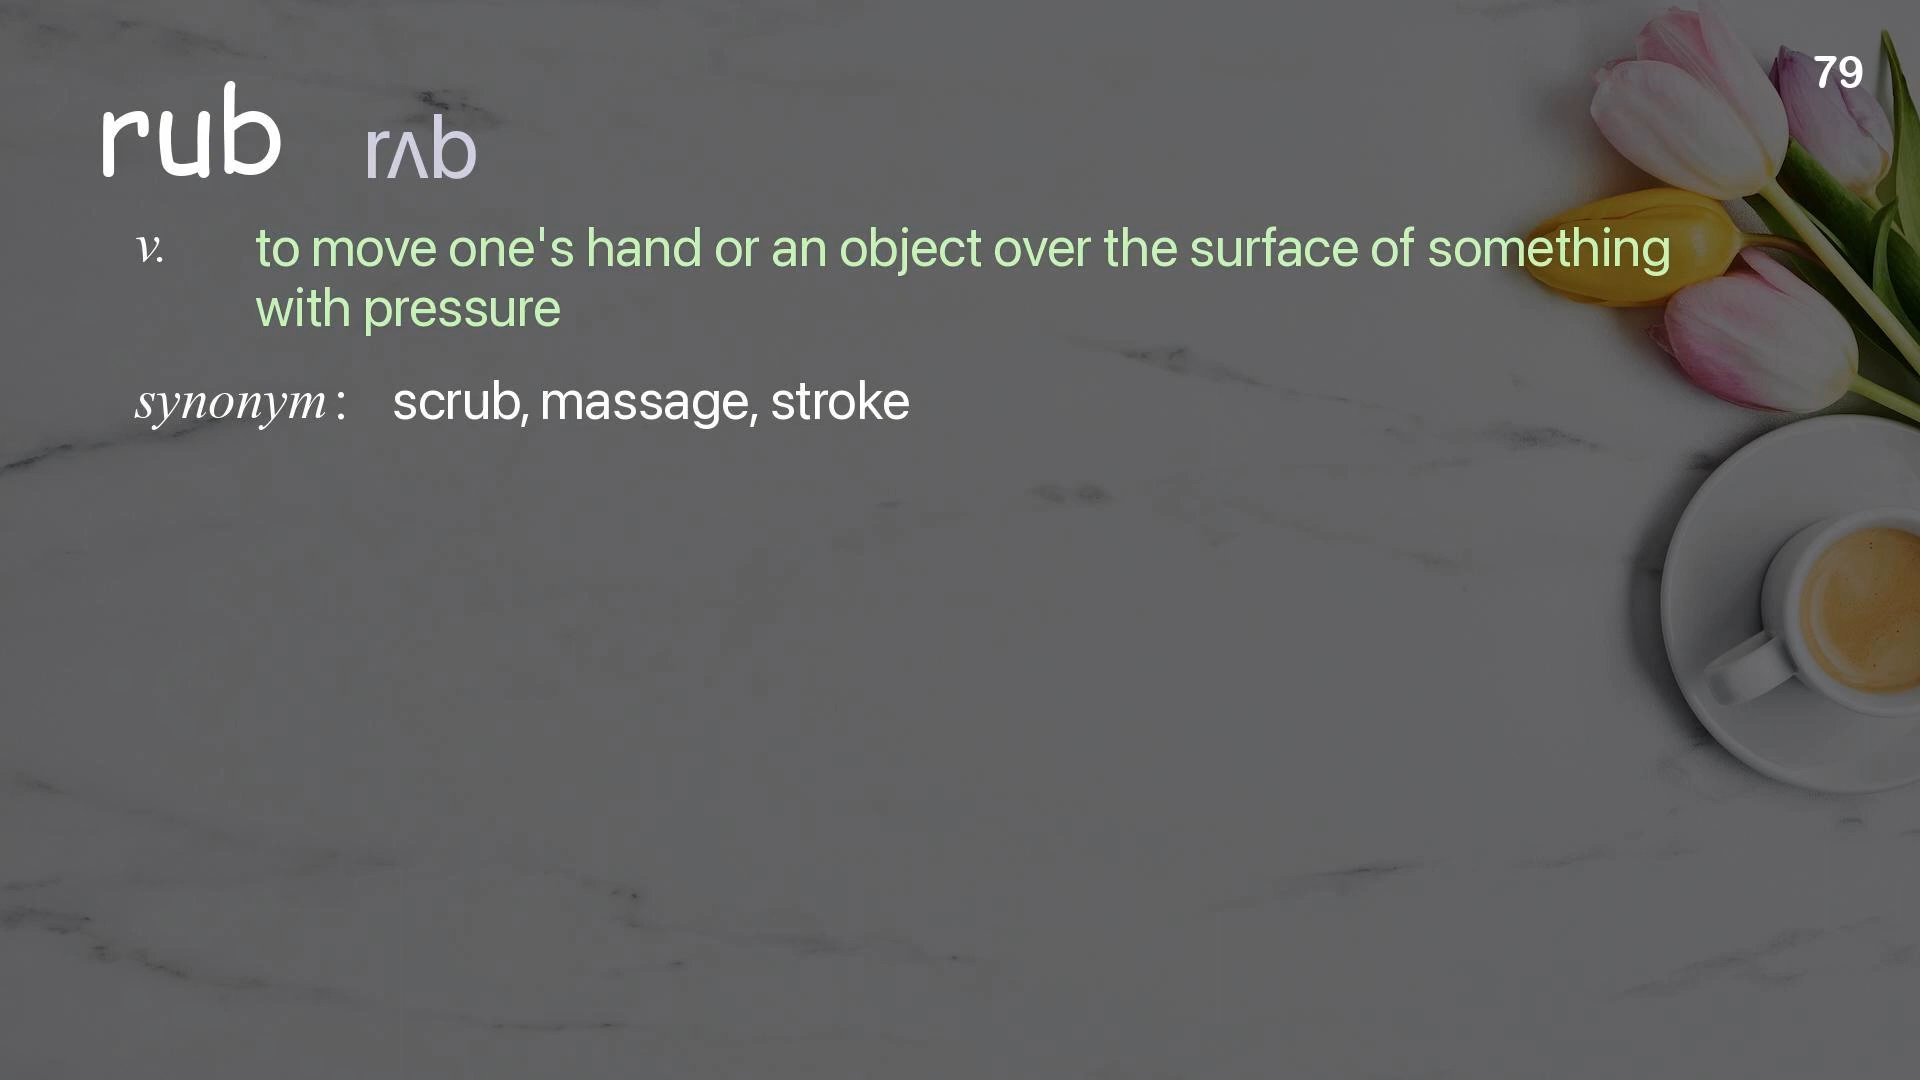 79
rub rʌb
v. to move one's hand or an object over the surface of something
with pressure
synonym : scrub, massage, stroke